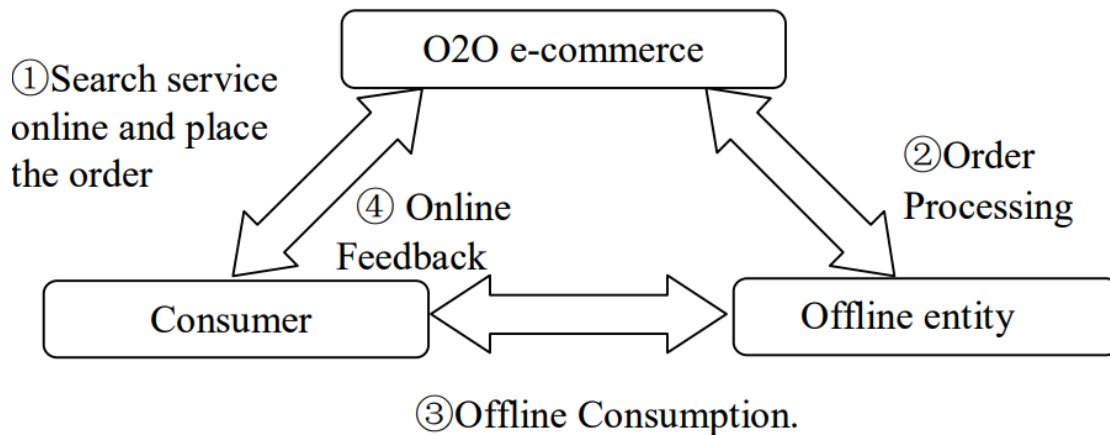 O2O e-commerce
①Search service
online and place
the order
②Order
Processing
④ Online
Feedback
Consumer
Offline entity
③Offline Consumption.